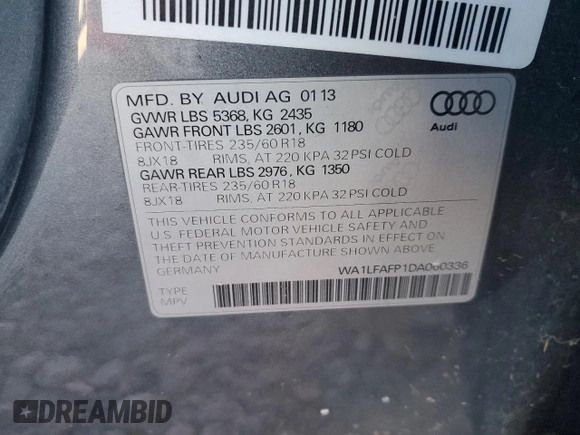 MFD. BY AUDI AG 01 13
GVWR LBS 5368, KG 2435
GAWR FRONT LBS 2601, KG 1180
FRONT-TIRES 235/60 R18
8JX18 RIMS, AT 220 KPA 32 PSI COLD
GAWR REAR LBS 2976, KG 1350
REAR-TIRES 235/60 R18
8JX18 RIMS, AT 220 KPA 32 PSI COLD
THIS VEHICLE CONFORMS TO ALL APPLICABLE
U.S. FEDERAL MOTOR VEHICLE SAFETY AND
THEFT PREVENTION STANDARDS IN EFFECT ON
THE DATE OF MANUFACTURE SHOWN ABOVE.
WA1LFAFP1DA060336
TYPE
MPV
Audi
DREAMBID